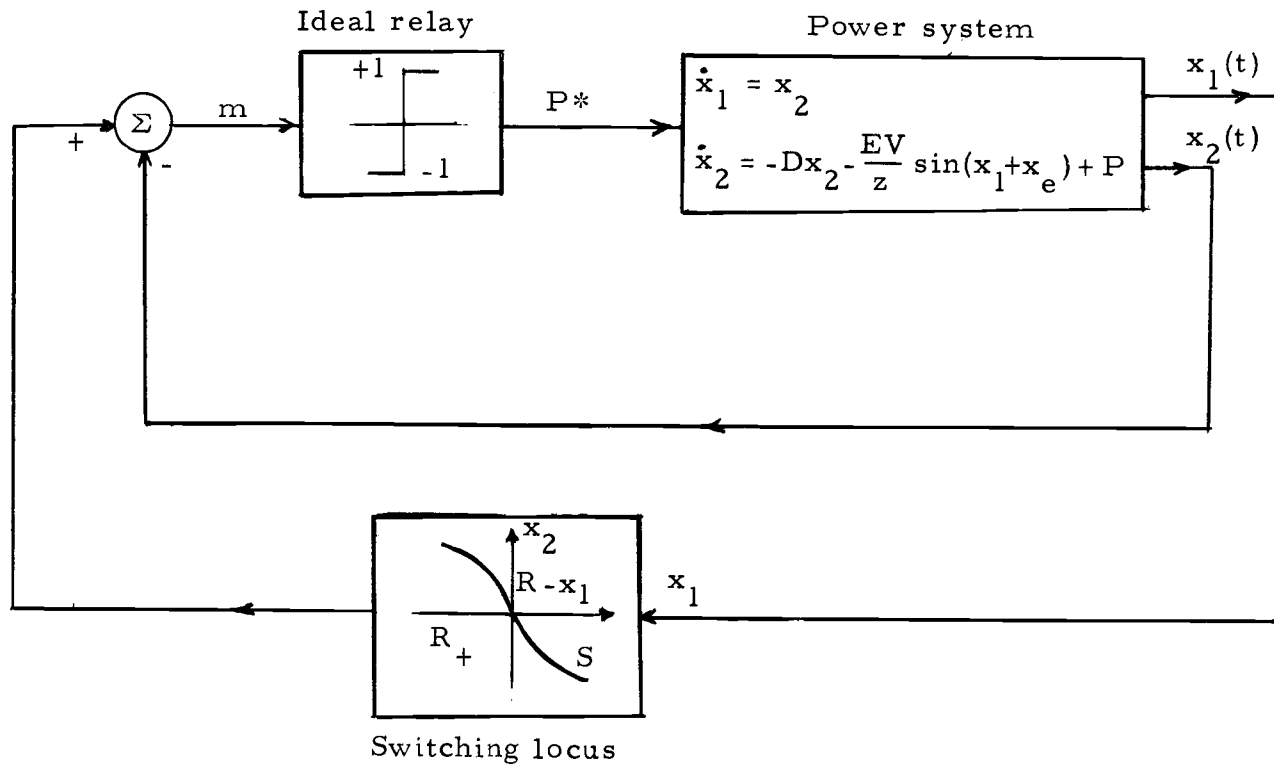 Ideal relay
Power system
+1
-1
Σ
+
-
m
P*
ẋ₁ = x₂
ẋ₂ = -Dx₂ - EV/z sin(x₁+xₑ) + P
x₁(t)
x₂(t)
x₂
R - x₁
R₊
S
x₁
Switching locus